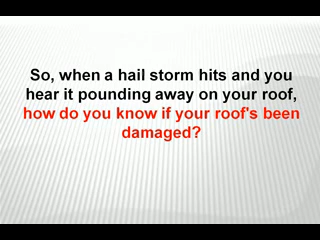 So, when a hail storm hits and you
hear it pounding away on your roof,
how do you know if your roof's been
damaged?